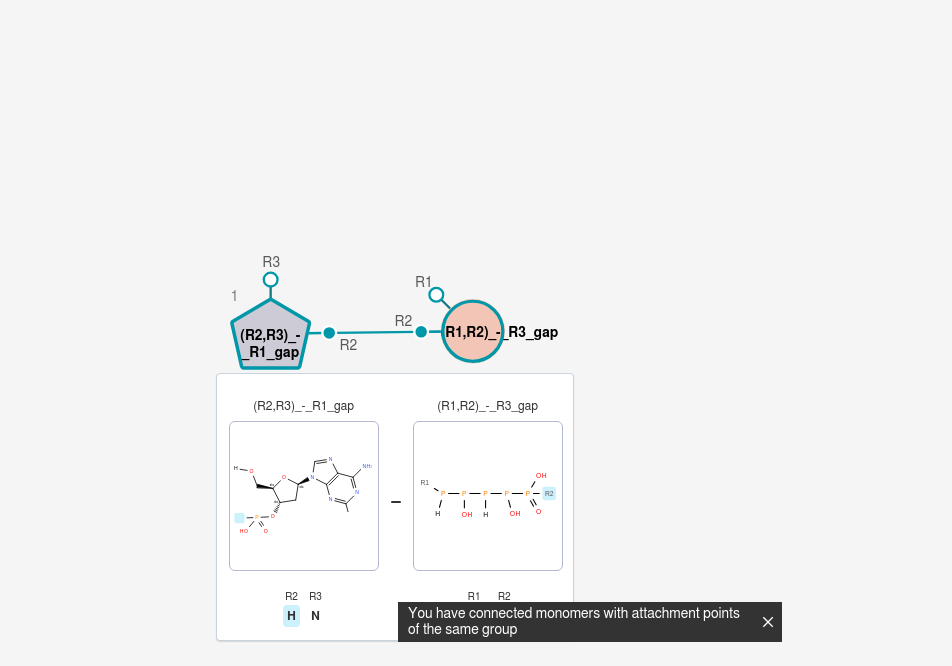 R3
R1
1
R2
(R2,R3)_-
_R1_gap
R2
R1,R2)_-_R3_gap
(R2,R3)_-_R1_gap
(R1,R2)_-_R3_gap
H
O
O
N
N
NH₂
N
N
P
O
HO
O
R1
P
P
P
P
P
R2
OH
H
OH
H
OH
O
R2 R3
H N
R1 R2
You have connected monomers with attachment points
of the same group